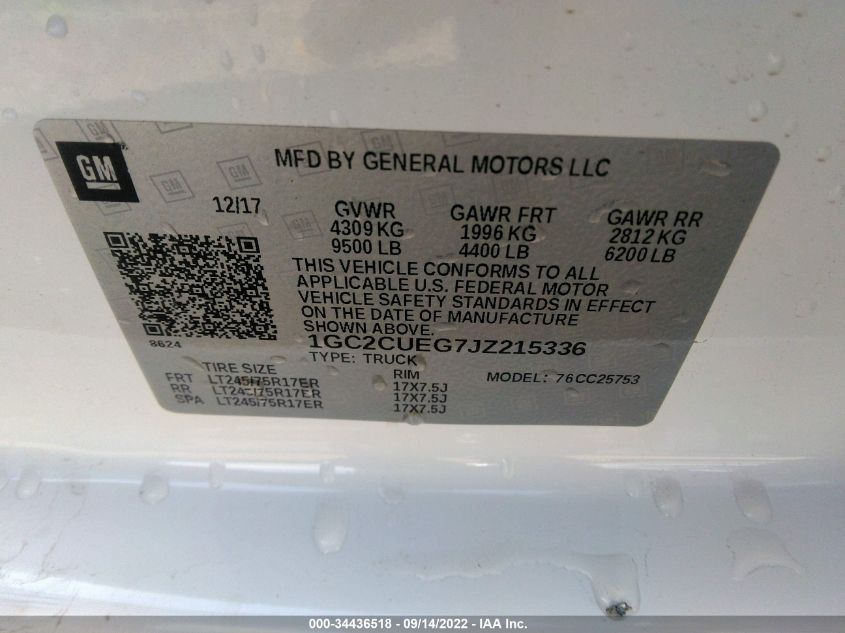 GM
MFD BY GENERAL MOTORS LLC
12/17
GVWR
4309 KG
9500 LB
GAWR FRT
1996 KG
4400 LB
GAWR RR
2812 KG
6200 LB
THIS VEHICLE CONFORMS TO ALL
APPLICABLE U.S. FEDERAL MOTOR
VEHICLE SAFETY STANDARDS IN EFFECT
ON THE DATE OF MANUFACTURE
SHOWN ABOVE.
8624
1GC2CUEG7JZ215336
TYPE: TRUCK
MODEL: 76CC25753
TIRE SIZE RIM
FRT LT245/75R17ER 17X7.5J
RR LT245/75R17ER 17X7.5J
SPA LT245/75R17ER 17X7.5J
000-34436518 - 09/14/2022 - IAA Inc.